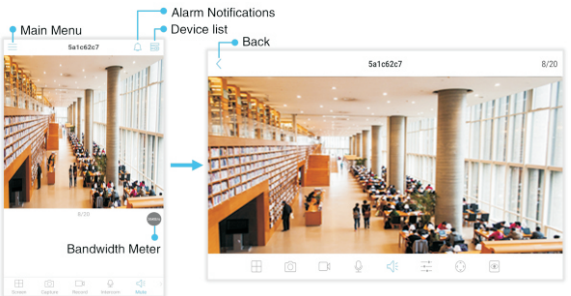 Alarm Notifications
Main Menu
Device list
5a1c62c7
Back
5a1c62c7
8/20
8/20
Bandwidth Meter
Screen
Capture
Record
Intercom